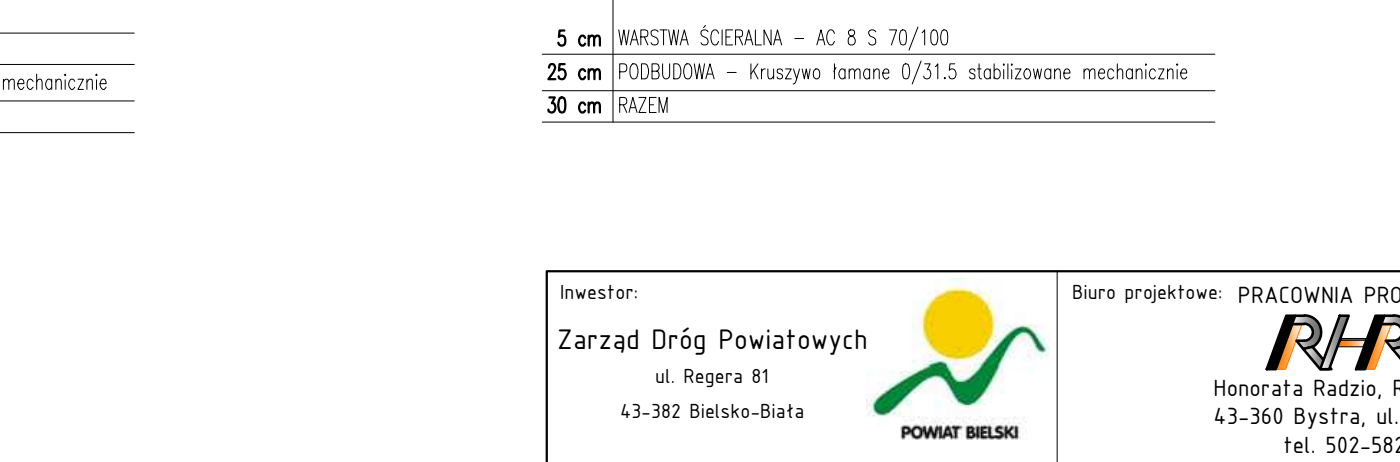 mechanicznie
5 cm WARSTWA ŚCIERALNA – AC 8 S 70/100
25 cm PODBUDOWA – Kruszywo łamane 0/31.5 stabilizowane mechanicznie
30 cm RAZEM
Inwestor:
Zarząd Dróg Powiatowych
ul. Regera 81
43-382 Bielsko-Biała
POWIAT BIELSKI
Biuro projektowe: PRACOWNIA PRO
RHR
Honorata Radzio, R
43-360 Bystra, ul.
tel. 502-582